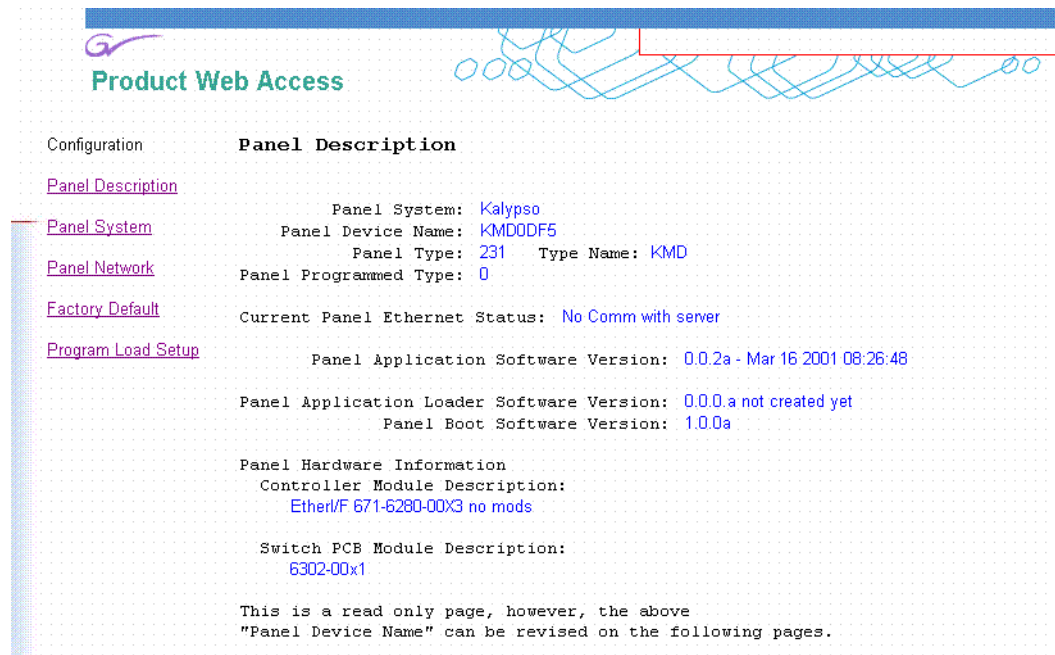 Product Web Access
Configuration
Panel Description
Panel System
Panel Network
Factory Default
Program Load Setup
Panel Description
Panel System: Kalypso
Panel Device Name: KMD0DF5
Panel Type: 231 Type Name: KMD
Panel Programmed Type: 0
Current Panel Ethernet Status: No Comm with server
Panel Application Software Version: 0.0.2a - Mar 16 2001 08:26:48
Panel Application Loader Software Version: 0.0.0.a not created yet
Panel Boot Software Version: 1.0.0a
Panel Hardware Information
Controller Module Description:
EtherI/F 671-6280-00X3 no mods
Switch PCB Module Description:
6302-00x1
This is a read only page, however, the above
"Panel Device Name" can be revised on the following pages.